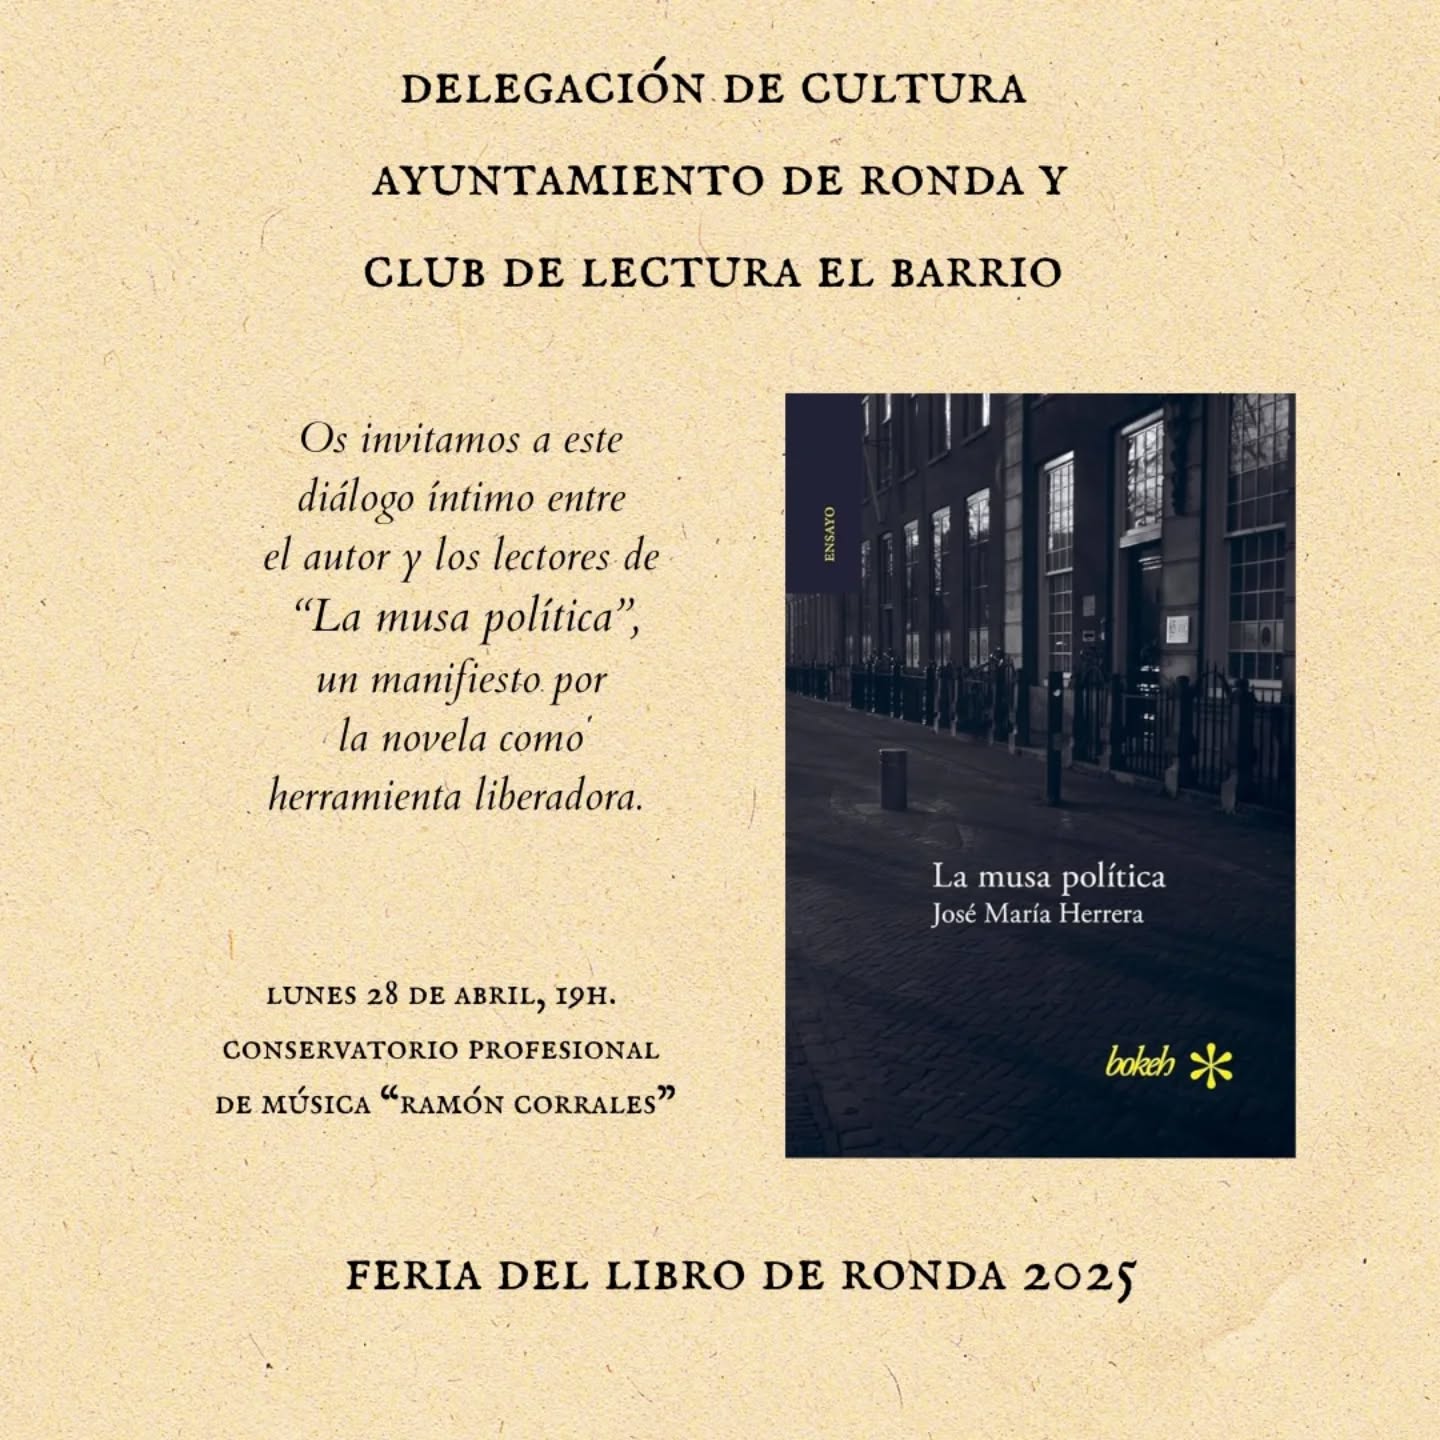 DELEGACIÓN DE CULTURA
AYUNTAMIENTO DE RONDA Y
CLUB DE LECTURA EL BARRIO
Os invitamos a este
diálogo íntimo entre
el autor y los lectores de
“La musa política”,
un manifiesto por
la novela como
herramienta liberadora.
LUNES 28 DE ABRIL, 19H.
CONSERVATORIO PROFESIONAL
DE MÚSICA “RAMÓN CORRALES”
ENSAYO
La musa política
José María Herrera
bokeh
FERIA DEL LIBRO DE RONDA 2025